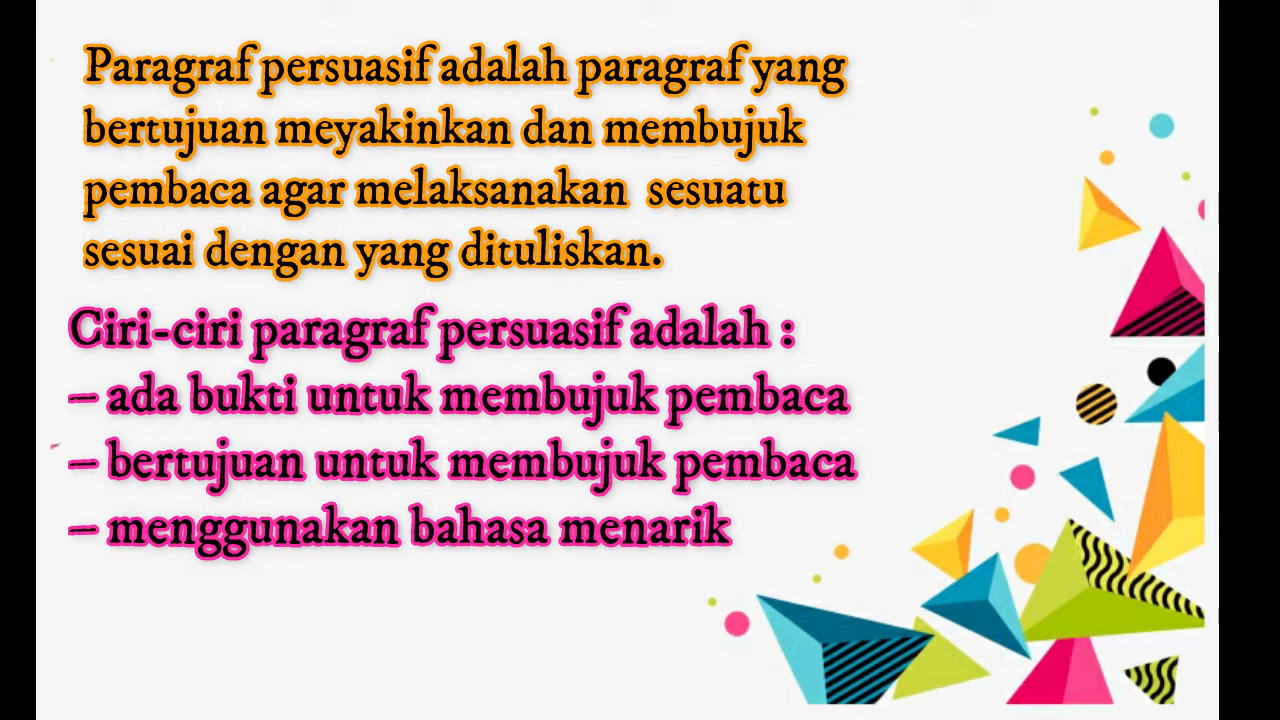 Paragraf persuasif adalah paragraf yang
bertujuan meyakinkan dan membujuk
pembaca agar melaksanakan sesuatu
sesuai dengan yang dituliskan.
Ciri-ciri paragraf persuasif adalah :
– ada bukti untuk membujuk pembaca
– bertujuan untuk membujuk pembaca
– menggunakan bahasa menarik